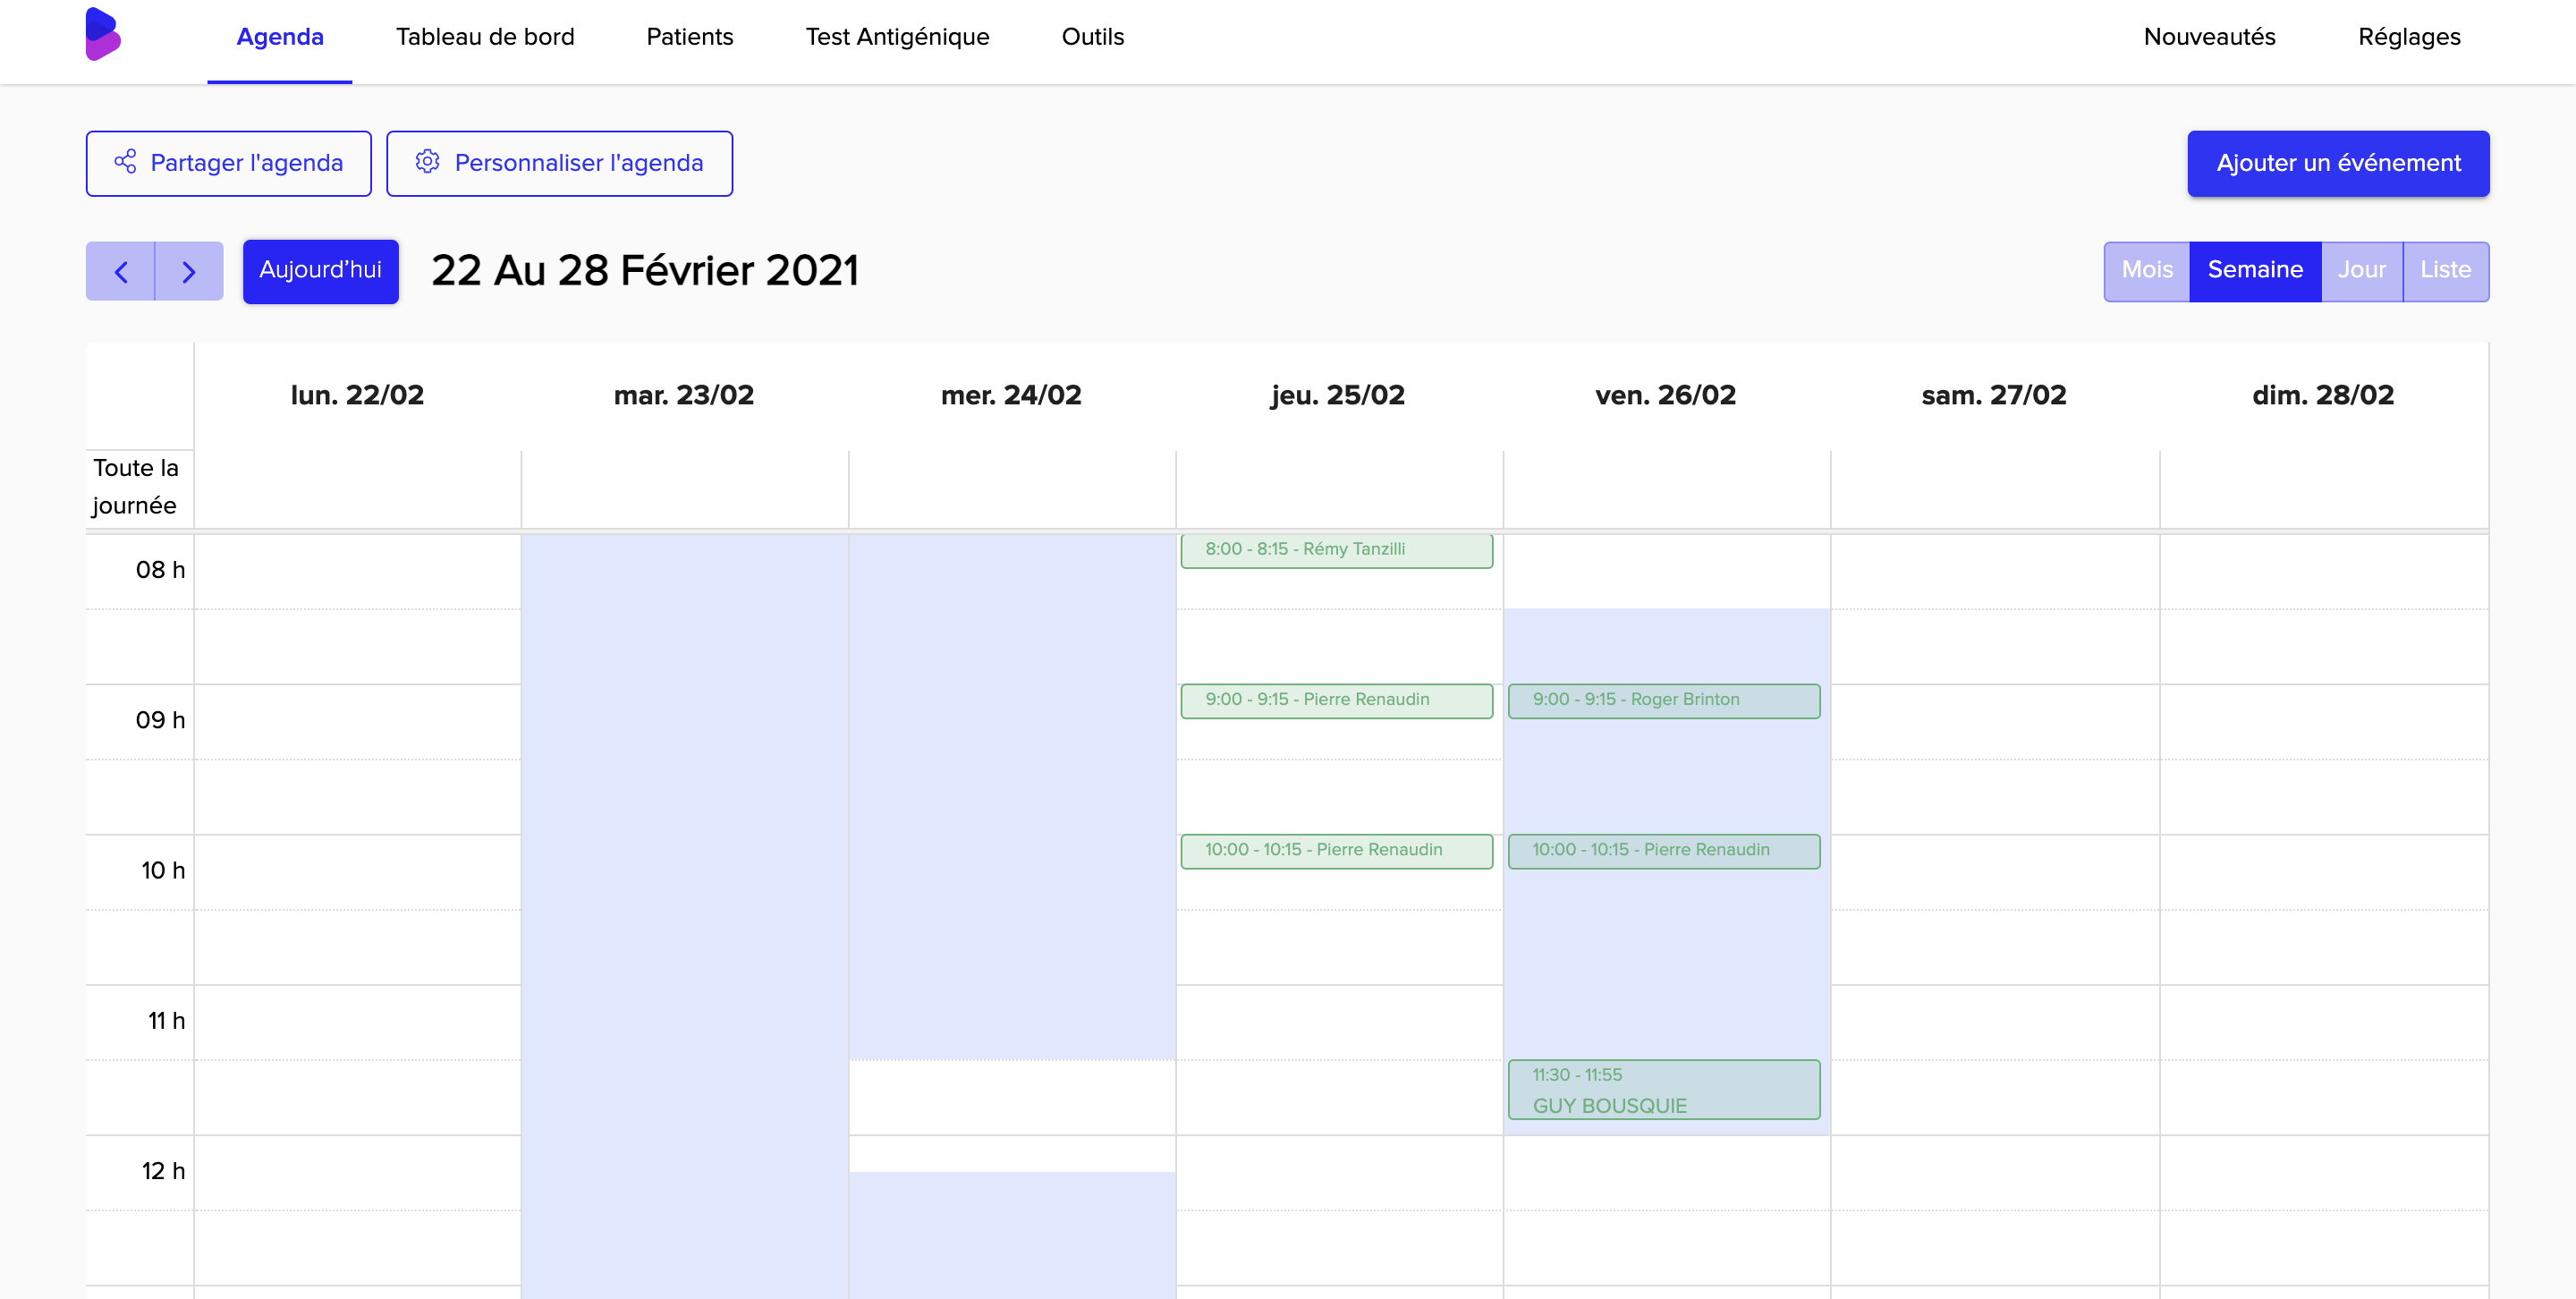 Agenda
Tableau de bord
Patients
Test Antigénique
Outils
Nouveautés
Réglages
Partager l'agenda
Personnaliser l'agenda
Ajouter un événement
Aujourd'hui
22 Au 28 Février 2021
Mois
Semaine
Jour
Liste
lun. 22/02
mar. 23/02
mer. 24/02
jeu. 25/02
ven. 26/02
sam. 27/02
dim. 28/02
Toute la
journée
08 h
8:00 - 8:15 - Rémy Tanzilli
09 h
9:00 - 9:15 - Pierre Renaudin
9:00 - 9:15 - Roger Brinton
10 h
10:00 - 10:15 - Pierre Renaudin
10:00 - 10:15 - Pierre Renaudin
11 h
11:30 - 11:55
GUY BOUSQUIE
12 h